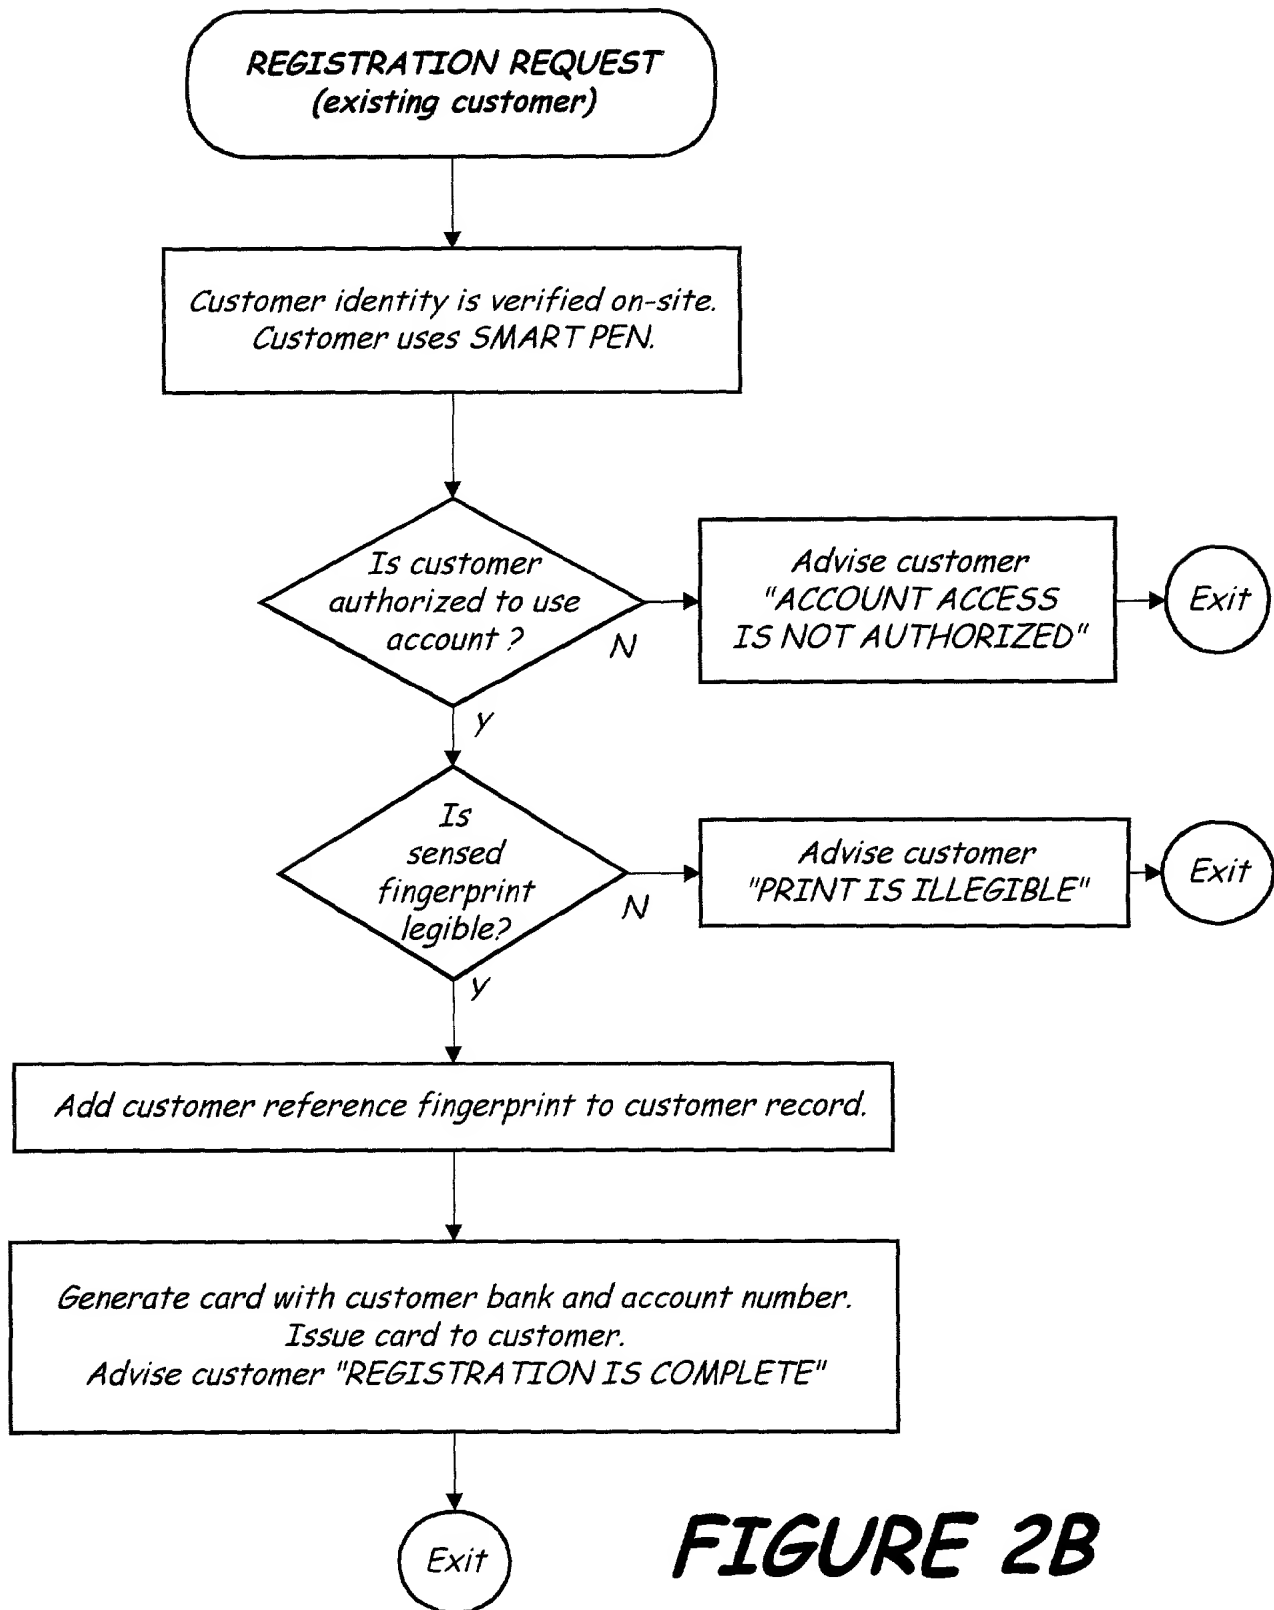 REGISTRATION REQUEST
(existing customer)
Customer identity is verified on-site.
Customer uses SMART PEN.
Is customer
authorized to use
account ?
N
Advise customer
"ACCOUNT ACCESS
IS NOT AUTHORIZED"
Exit
Y
Is
sensed
fingerprint
legible?
N
Advise customer
"PRINT IS ILLEGIBLE"
Exit
Y
Add customer reference fingerprint to customer record.
Generate card with customer bank and account number.
Issue card to customer.
Advise customer "REGISTRATION IS COMPLETE"
Exit
FIGURE 2B